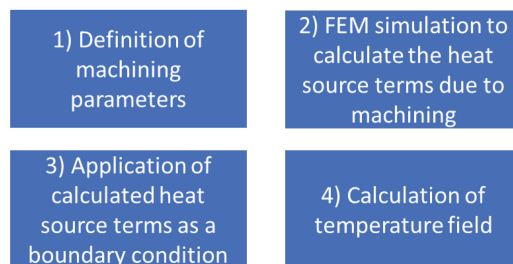 1) Definition of
machining
parameters
2) FEM simulation to
calculate the heat
source terms due to
machining
3) Application of
calculated heat
source terms as a
boundary condition
4) Calculation of
temperature field